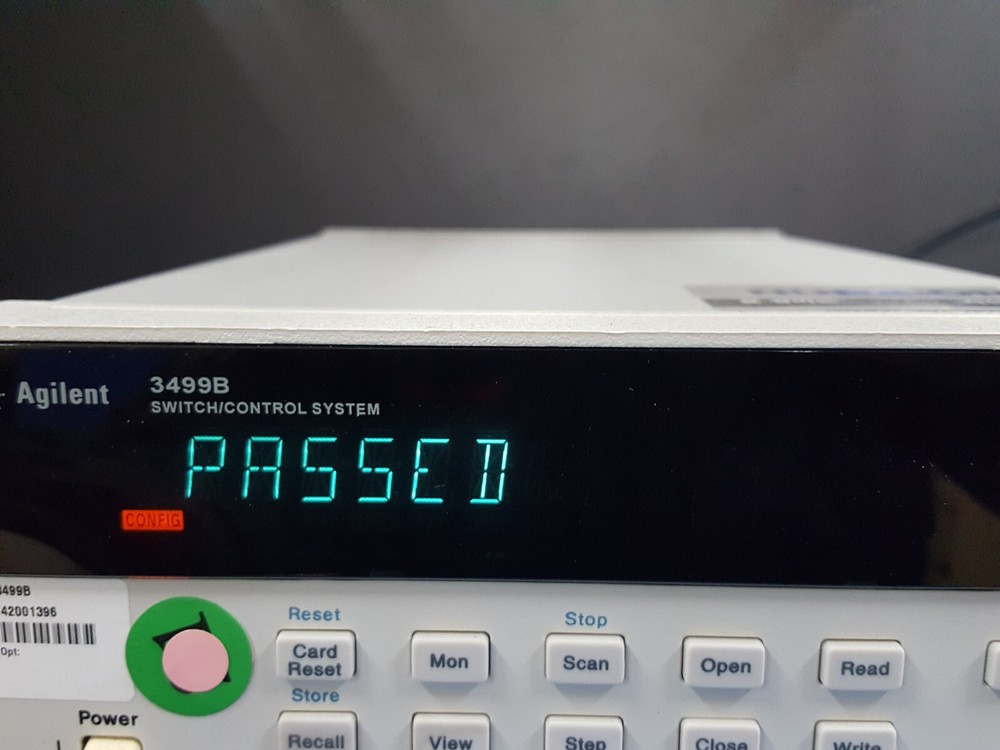 Agilent
3499B
SWITCH/CONTROL SYSTEM
PASSED
CONFIG
3499B
42001396
Opt:
Power
Reset
Card
Reset
Mon
Stop
Scan
Open
Read
Store
Recall
View
Step
Close
Write